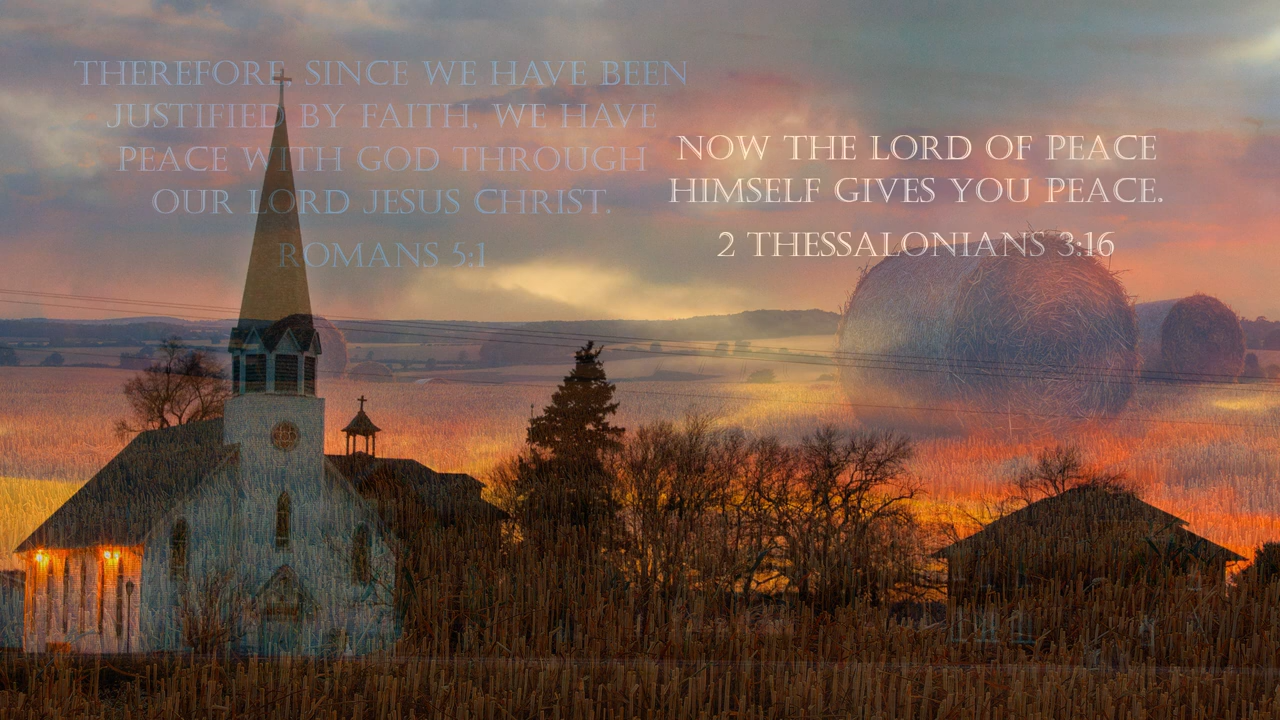 THEREFORE, SINCE WE HAVE BEEN
JUSTIFIED BY FAITH, WE HAVE
PEACE WITH GOD THROUGH
OUR LORD JESUS CHRIST.
ROMANS 5:1
NOW THE LORD OF PEACE
HIMSELF GIVES YOU PEACE.
2 THESSALONIANS 3:16